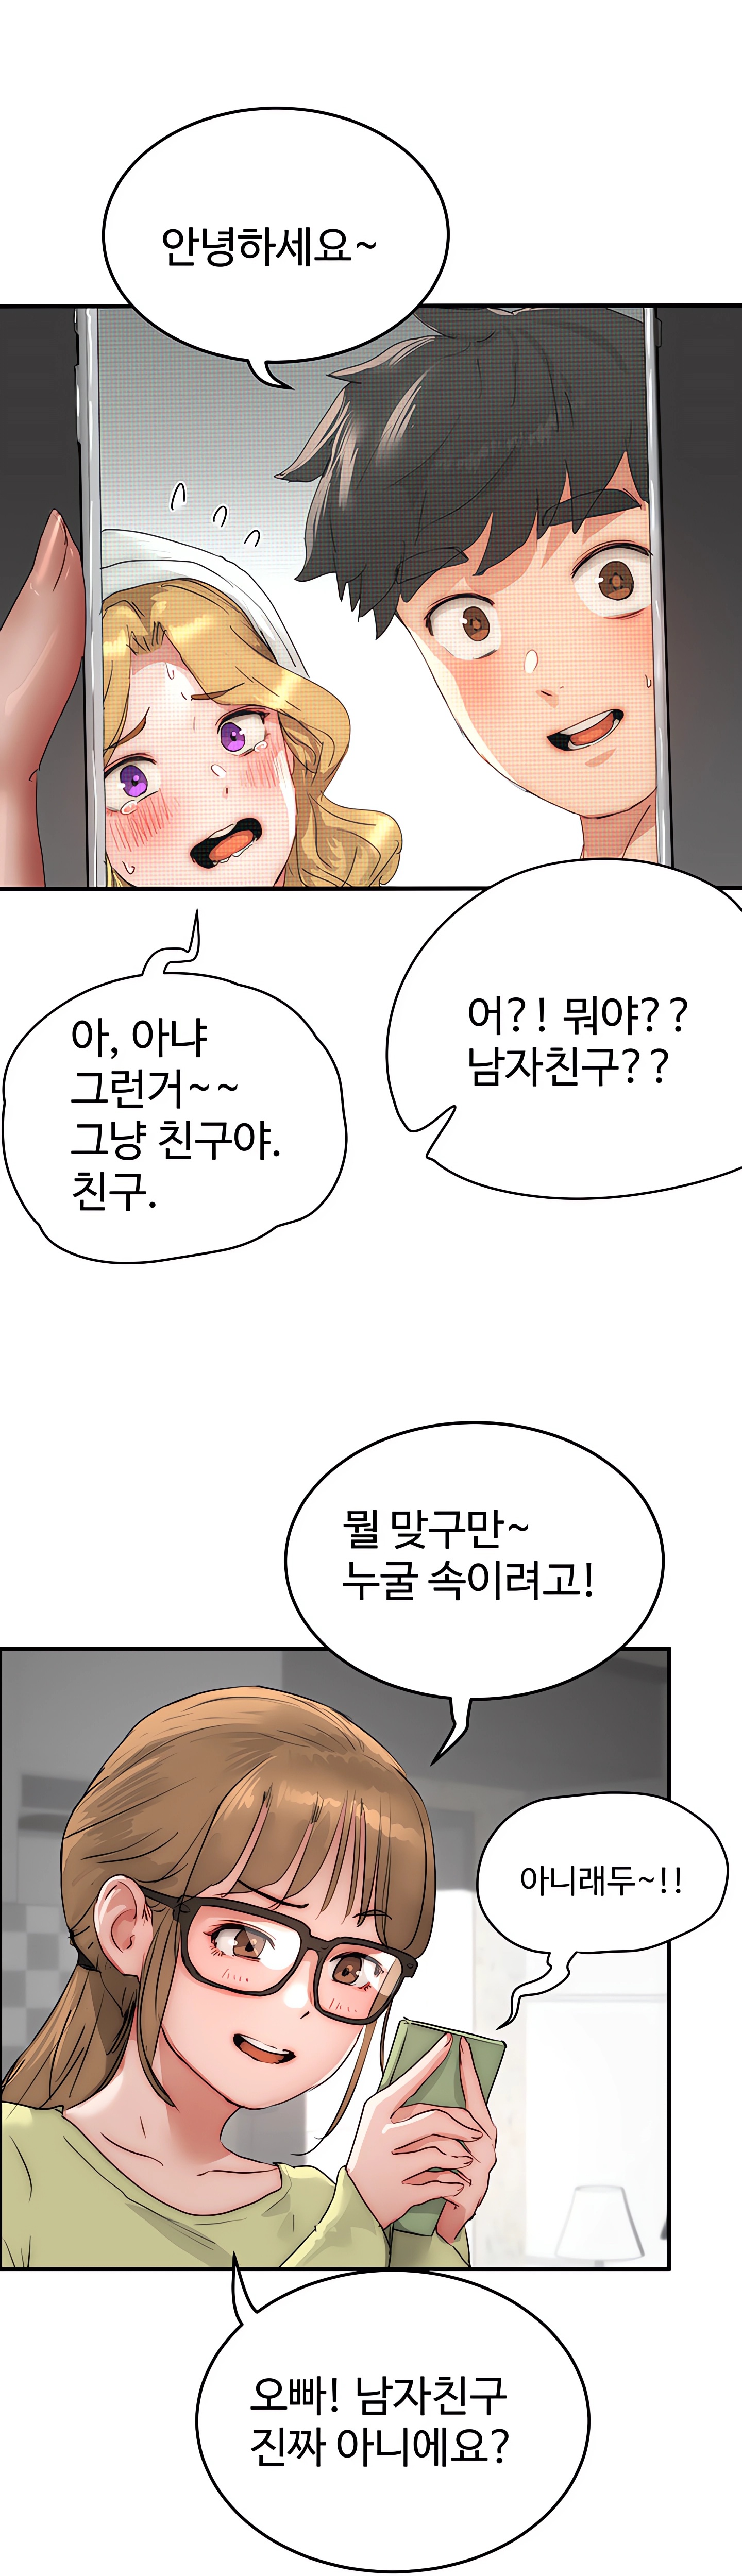 안녕하세요~
어?! 뭐야??
남자친구??
아, 아냐
그런거~~
그냥 친구야.
친구.
뭘 맞구만~
누굴 속이려고!
아니래두~!!
오빠! 남자친구
진짜 아니에요?